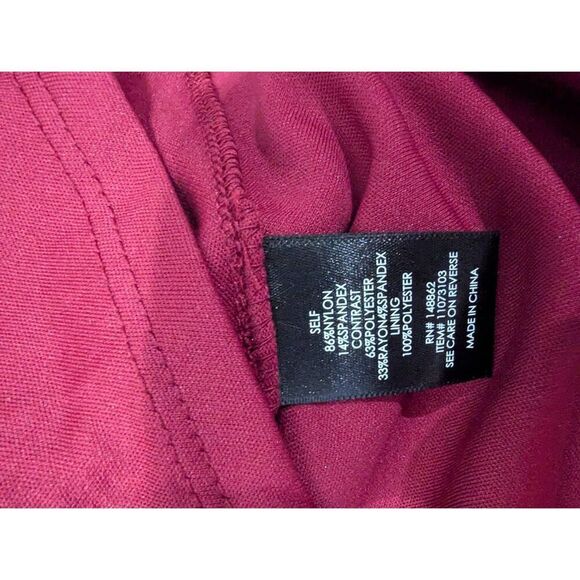 SELF
86%NYLON
14%SPANDEX
CONTRAST
63%POLYESTER
33%RAYON4%SPANDEX
LINING
100%POLYESTER
RN# 148862
ITEM# 11073103
SEE CARE ON REVERSE
MADE IN CHINA